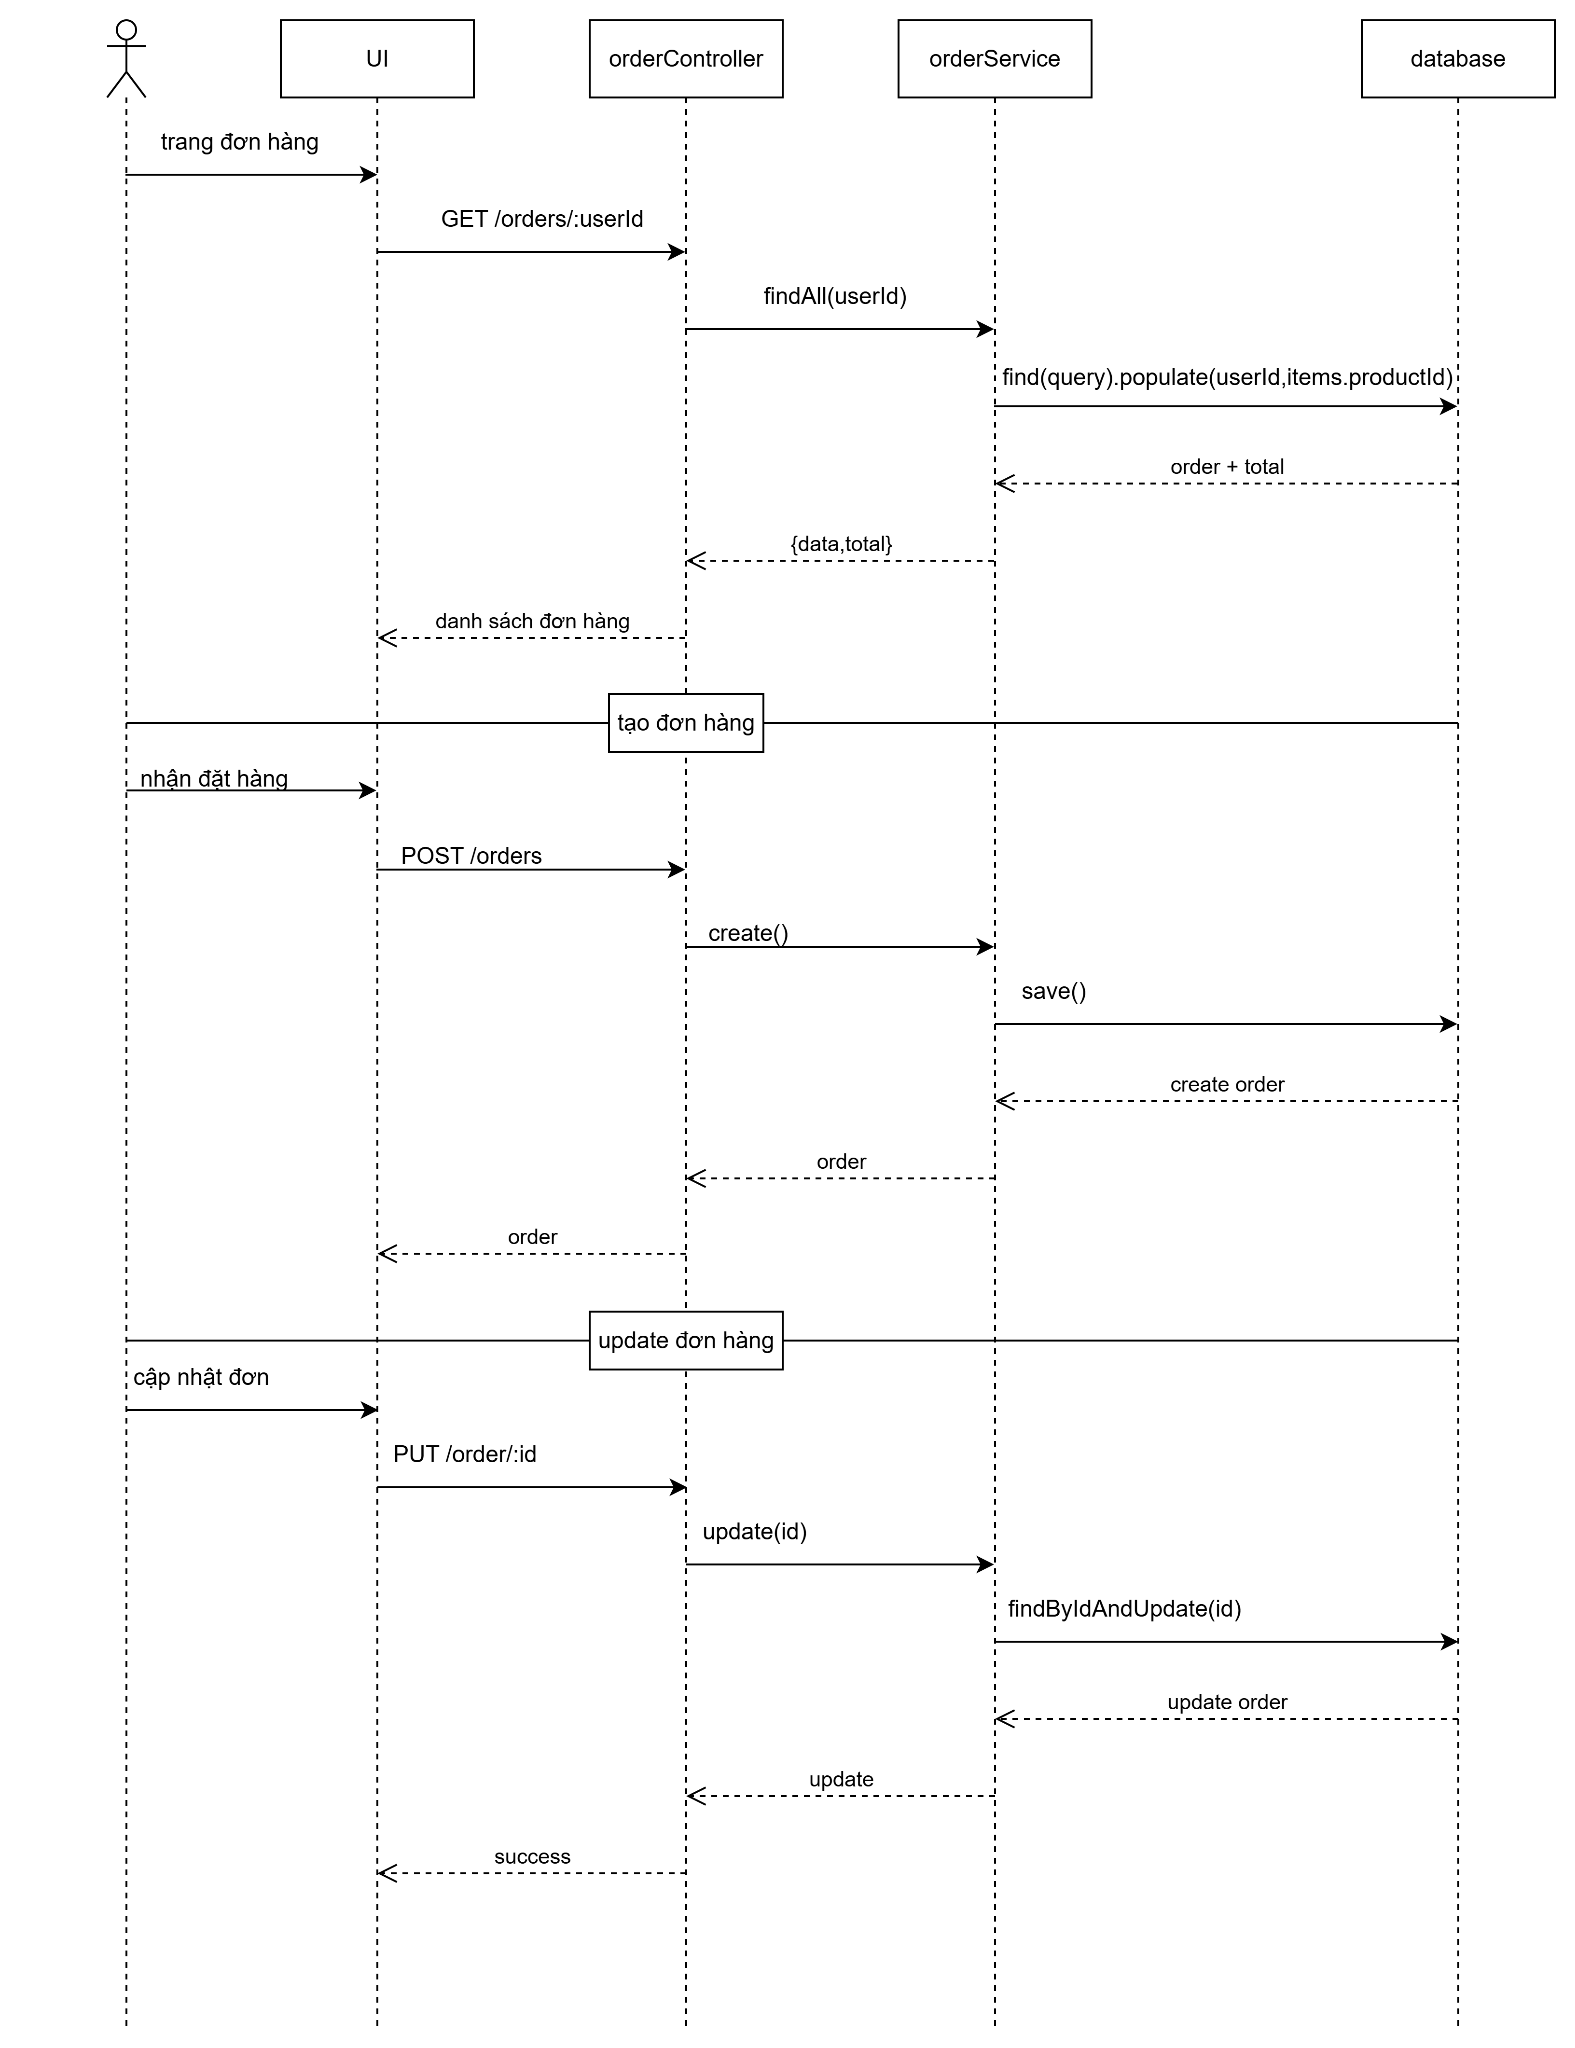 UI
orderController
orderService
database
trang đơn hàng
GET /orders/:userId
findAll(userId)
find(query).populate(userId,items.productId)
order + total
{data,total}
danh sách đơn hàng
tạo đơn hàng
nhận đặt hàng
POST /orders
create()
save()
create order
order
order
update đơn hàng
cập nhật đơn
PUT /order/:id
update(id)
findByIdAndUpdate(id)
update order
update
success